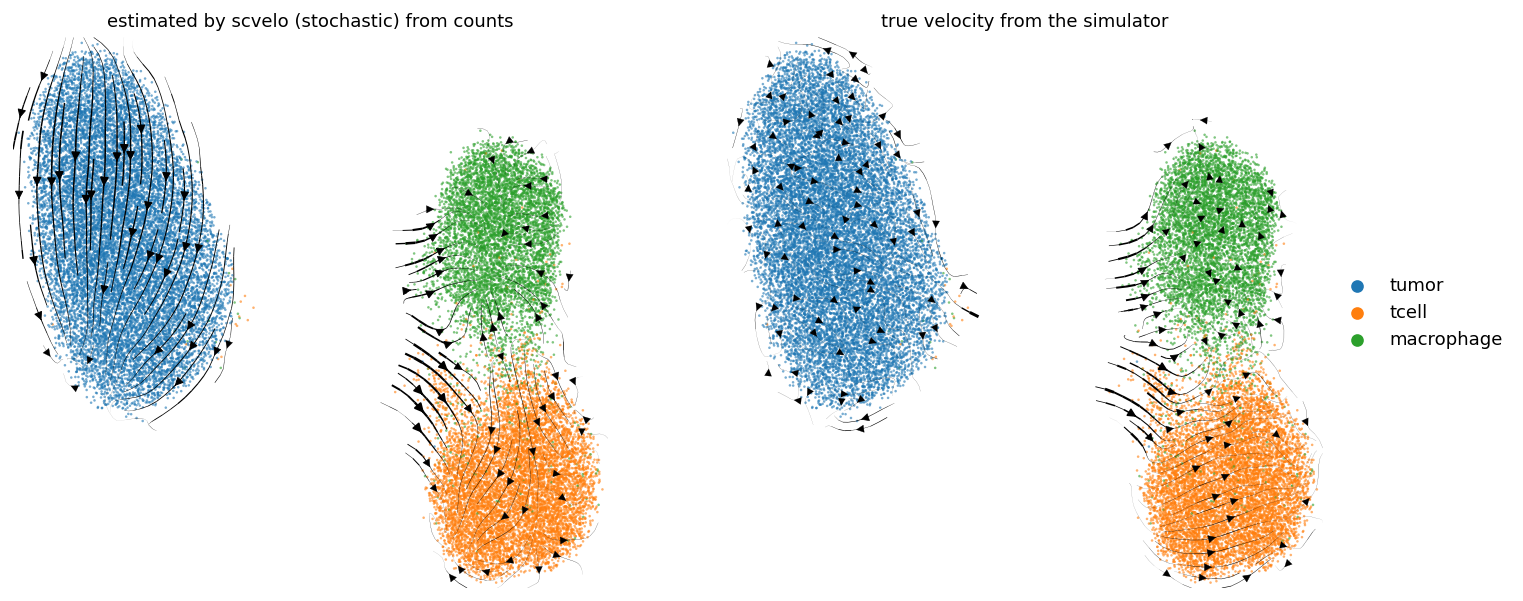 estimated by scvelo (stochastic) from counts
true velocity from the simulator
tumor
tcell
macrophage